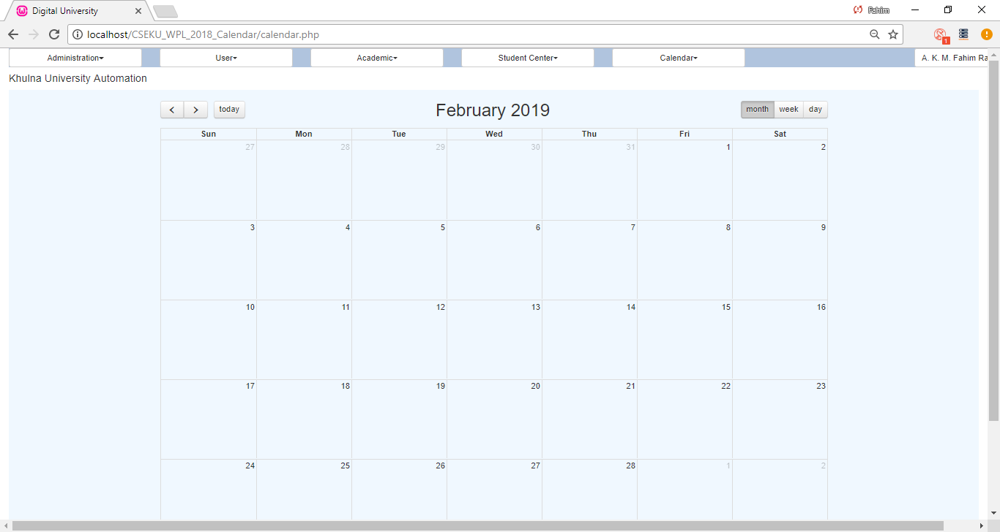 Digital University
Fahim
localhost/CSEKU_WPL_2018_Calendar/calendar.php
1
Administration User Academic Student Center Calendar A. K. M. Fahim Ra
Khulna University Automation
today February 2019 month week day
Sun Mon Tue Wed Thu Fri Sat
27 28 29 30 31 1 2
3 4 5 6 7 8 9
10 11 12 13 14 15 16
17 18 19 20 21 22 23
24 25 26 27 28 1 2